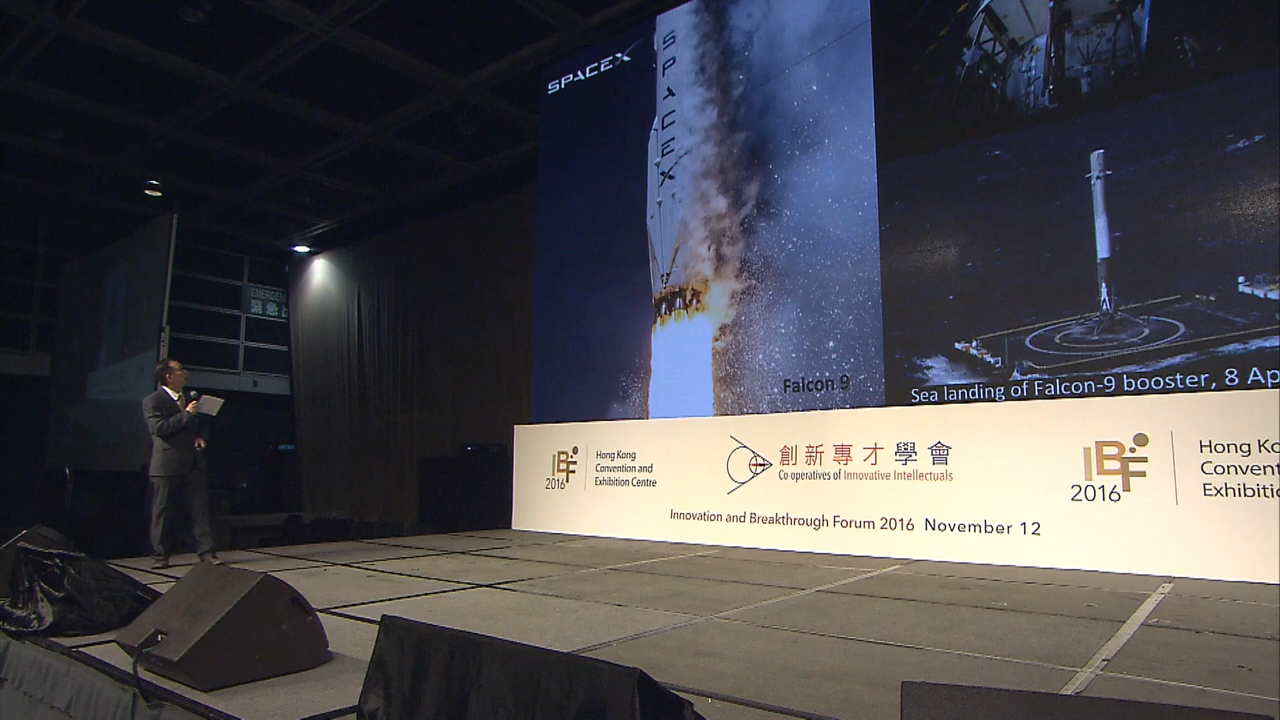 SPACEX
SPACEX
Falcon 9
Sea landing of Falcon-9 booster, 8 Ap
EMERGEN
緊急
IBF
2016
Hong Kong
Convention and
Exhibition Centre
創新專才學會
Co-operatives of Innovative Intellectuals
IBF
2016
Hong Ko
Convent
Exhibitio
Innovation and Breakthrough Forum 2016 November 12